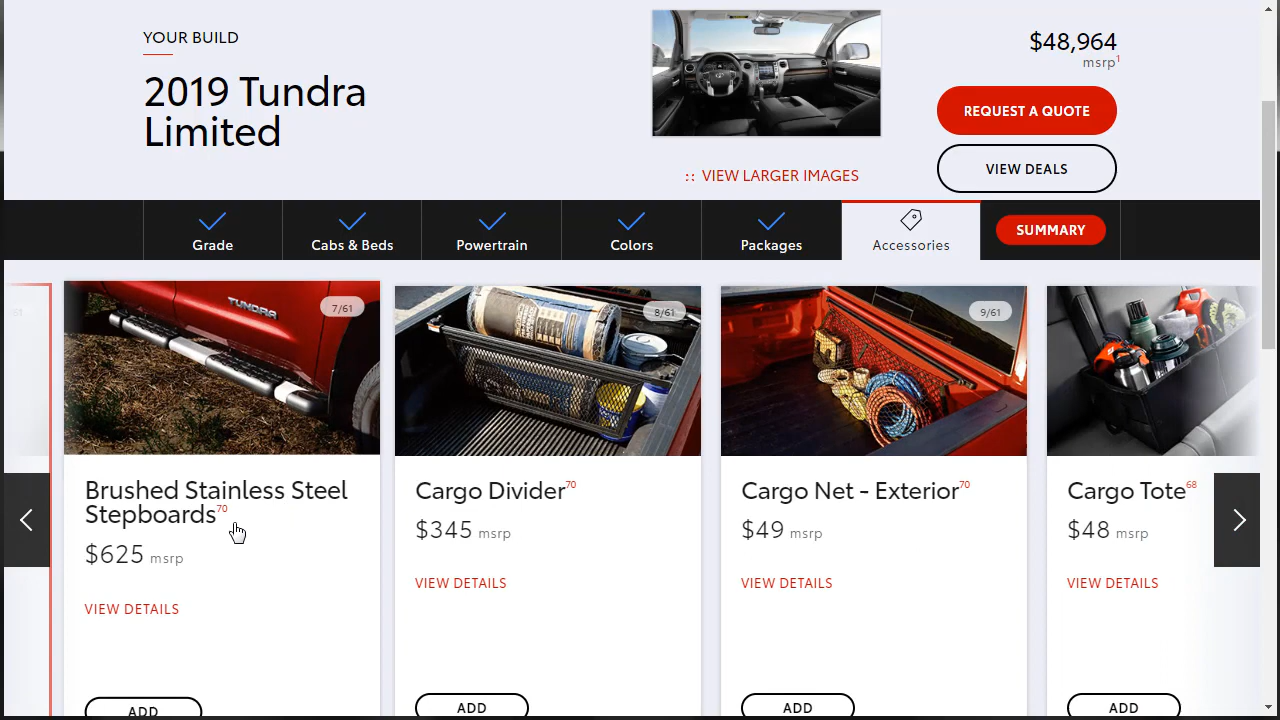 YOUR BUILD
2019 Tundra
Limited
:: VIEW LARGER IMAGES
$48,964
msrp1
REQUEST A QUOTE
VIEW DEALS
Grade
Cabs & Beds
Powertrain
Colors
Packages
Accessories
SUMMARY
TUNDRA
7/61
Brushed Stainless Steel
Stepboards70
$625 msrp
VIEW DETAILS
ADD
8/61
Cargo Divider70
$345 msrp
VIEW DETAILS
ADD
9/61
Cargo Net - Exterior70
$49 msrp
VIEW DETAILS
ADD
Cargo Tote68
$48 msrp
VIEW DETAILS
ADD